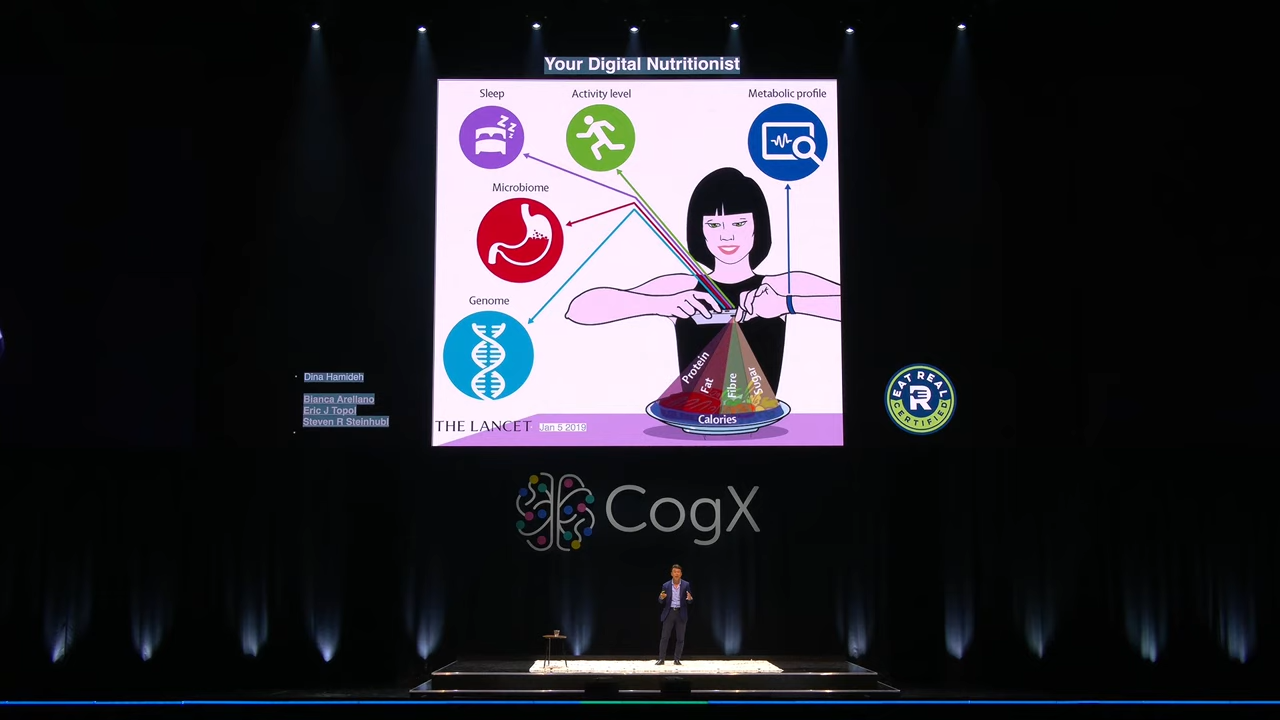 Your Digital Nutritionist
Sleep
Activity level
Metabolic profile
Microbiome
Genome
Protein
Fat
Fibre
Sugar
Calories
THE LANCET Jan 5 2019
Dina Hamideh
Bianca Arellano
Eric J Topol
Steven R Steinhubl
EAT REAL
R
CERTIFIED
CogX